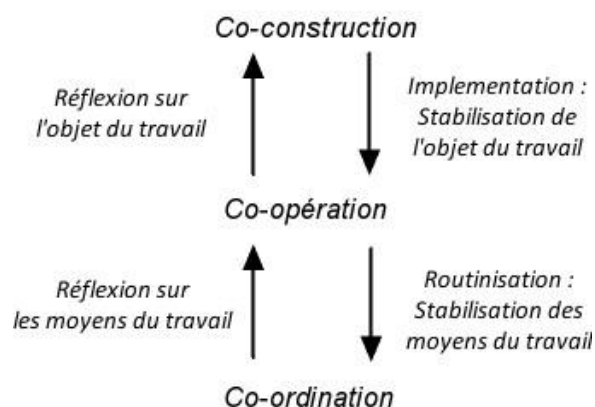 Co-construction
Réflexion sur
l'objet du travail
Implementation :
Stabilisation de
l'objet du travail
Co-opération
Réflexion sur
les moyens du travail
Routinisation :
Stabilisation des
moyens du travail
Co-ordination